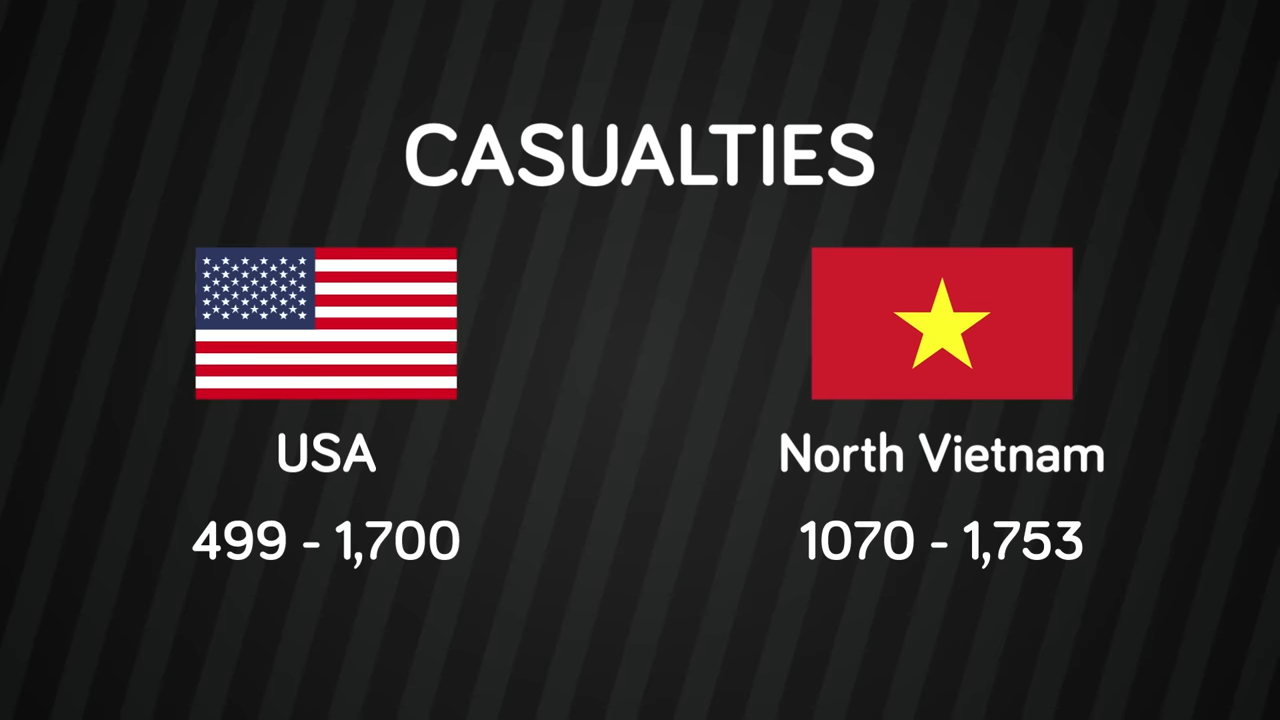 CASUALTIES
USA
North Vietnam
499 - 1,700
1070 - 1,753